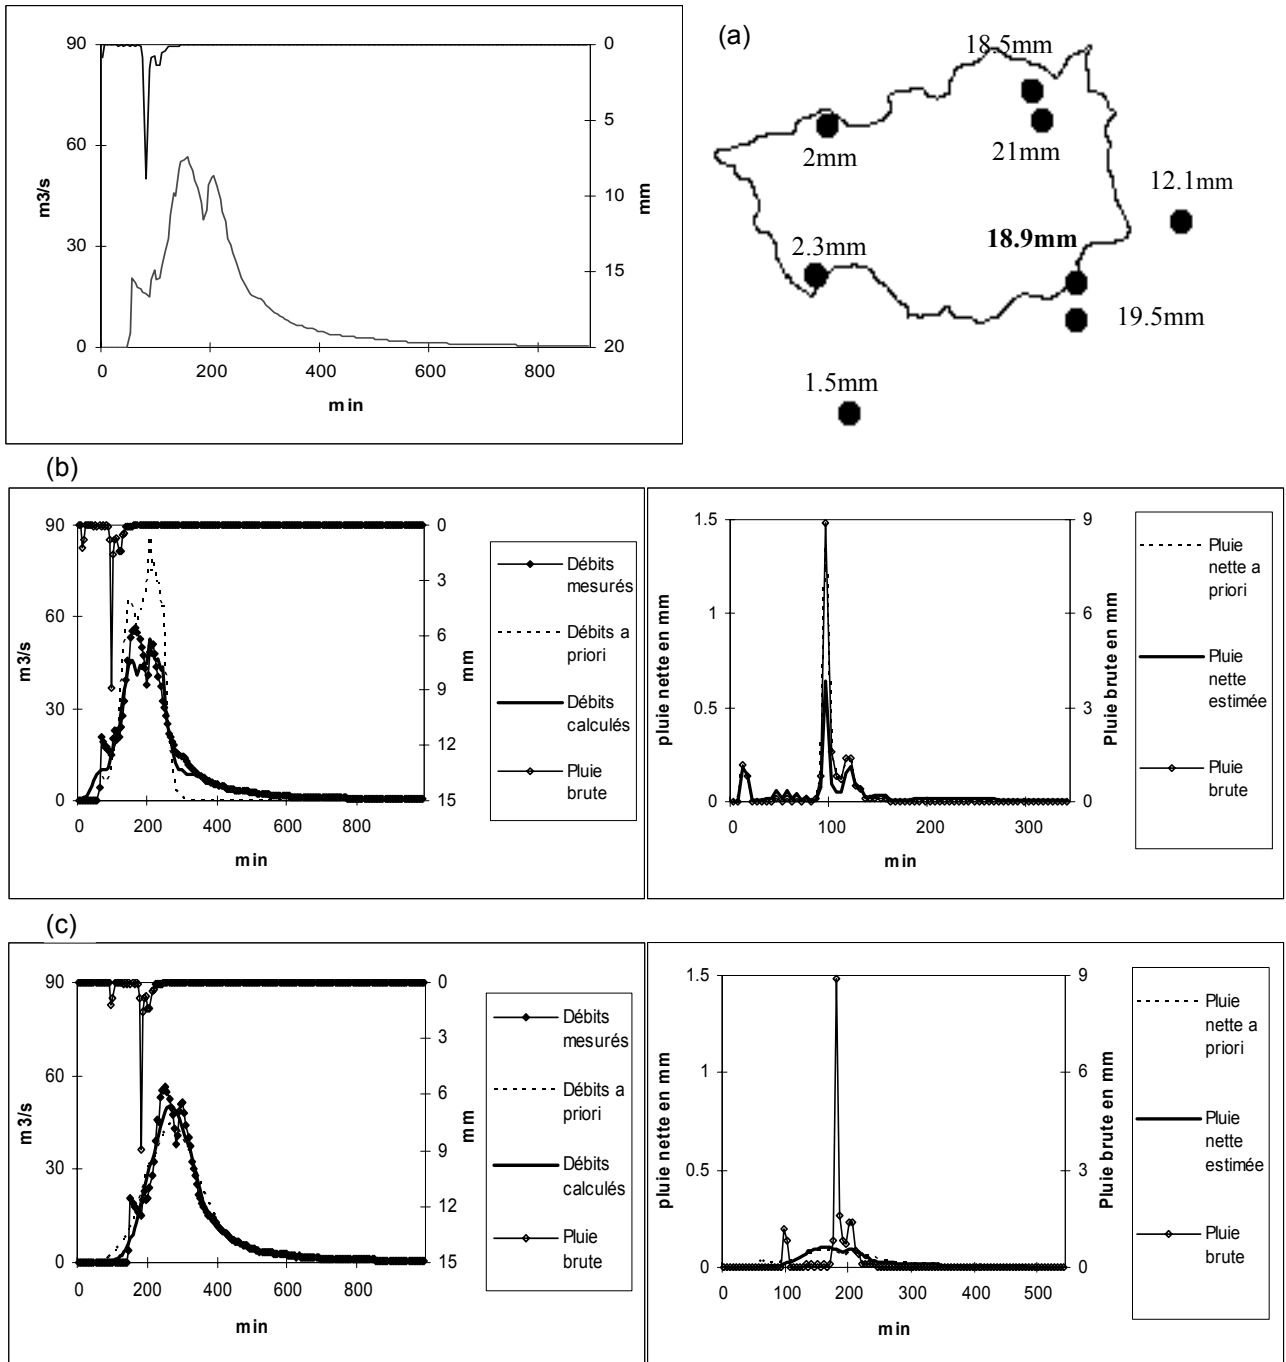 (a)
90
60
30
0
m3/s
0
5
10
15
20
mm
0
200
400
600
800
min
18.5mm
2mm
21mm
12.1mm
2.3mm
18.9mm
19.5mm
1.5mm
(b)
90
60
30
0
m3/s
0
3
6
9
12
15
mm
0
200
400
600
800
min
Débits
mesurés
Débits a
priori
Débits
calculés
Pluie
brute
1.5
1
0.5
0
pluie nette en mm
9
6
3
0
Pluie brute en mm
0
100
200
300
min
Pluie
nette a
priori
Pluie
nette
estimée
Pluie
brute
(c)
90
60
30
0
m3/s
0
3
6
9
12
15
mm
0
200
400
600
800
min
Débits
mesurés
Débits a
priori
Débits
calculés
Pluie
brute
1.5
1
0.5
0
pluie nette en mm
9
6
3
0
Pluie brute en mm
0
100
200
300
400
500
min
Pluie
nette a
priori
Pluie
nette
estimée
Pluie
brute